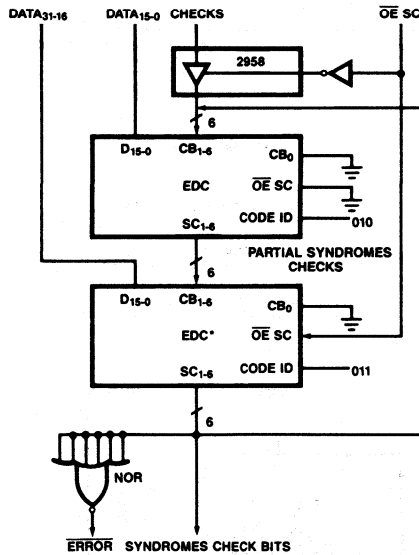 DATA31-16 DATA15-0 CHECKS OE SC
2958
6
D15-0 CB1-6 CB0
EDC OE SC
SC1-6 CODE ID 010
PARTIAL SYNDROMES
CHECKS
6
D15-0 CB1-6 CB0
EDC* OE SC
SC1-6 CODE ID 011
6
NOR
ERROR SYNDROMES CHECK BITS